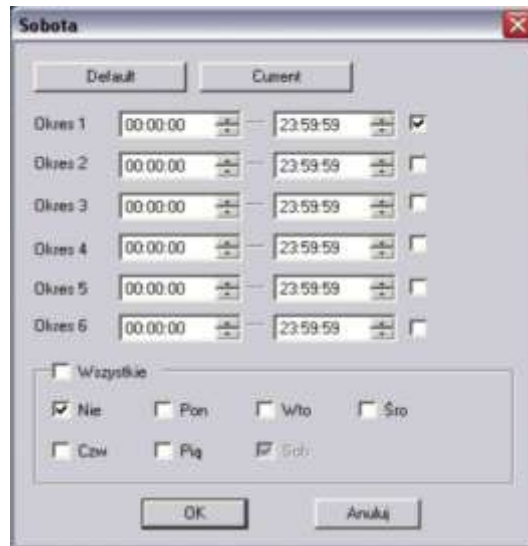 Sobota
Default Current
Okres 1 00:00:00 — 23:59:59
Okres 2 00:00:00 — 23:59:59
Okres 3 00:00:00 — 23:59:59
Okres 4 00:00:00 — 23:59:59
Okres 5 00:00:00 — 23:59:59
Okres 6 00:00:00 — 23:59:59
Wszystkie
Nie Pon Wto Śro
Czw Pią Sob
OK Anuluj